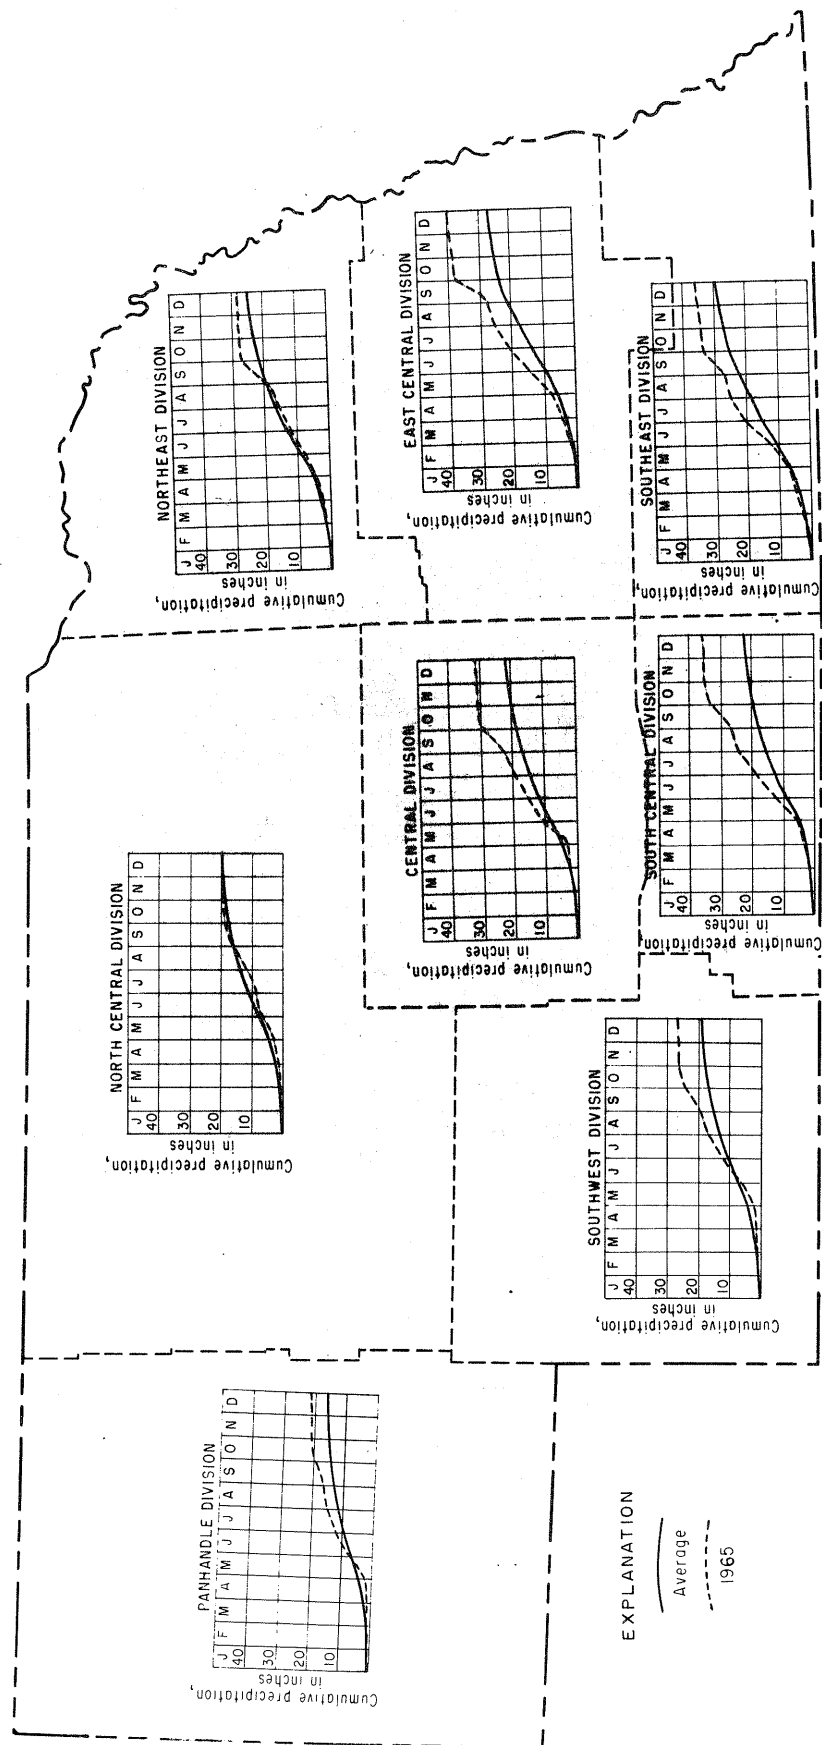 NORTHEAST DIVISION
J F M A M J J A S O N D
40
30
20
10
Cumulative precipitation,
in inches
EAST CENTRAL DIVISION
J F M A M J J A S O N D
40
30
20
10
Cumulative precipitation,
in inches
SOUTHEAST DIVISION
J F M A M J J A S O N D
40
30
20
10
Cumulative precipitation,
in inches
NORTH CENTRAL DIVISION
J F M A M J J A S O N D
40
30
20
10
Cumulative precipitation,
in inches
CENTRAL DIVISION
J F M A M J J A S O N D
40
30
20
10
Cumulative precipitation,
in inches
SOUTH CENTRAL DIVISION
J F M A M J J A S O N D
40
30
20
10
Cumulative precipitation,
in inches
SOUTHWEST DIVISION
J F M A M J J A S O N D
40
30
20
10
Cumulative precipitation,
in inches
PANHANDLE DIVISION
J F M A M J J A S O N D
40
30
20
10
Cumulative precipitation,
in inches
EXPLANATION
Average
1965